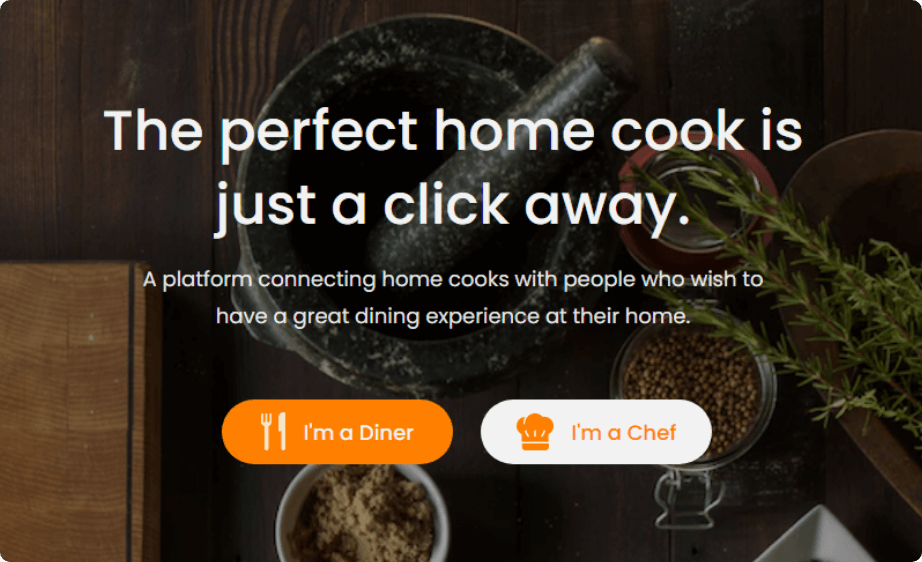 The perfect home cook is
just a click away.
A platform connecting home cooks with people who wish to
have a great dining experience at their home.
I'm a Diner
I'm a Chef